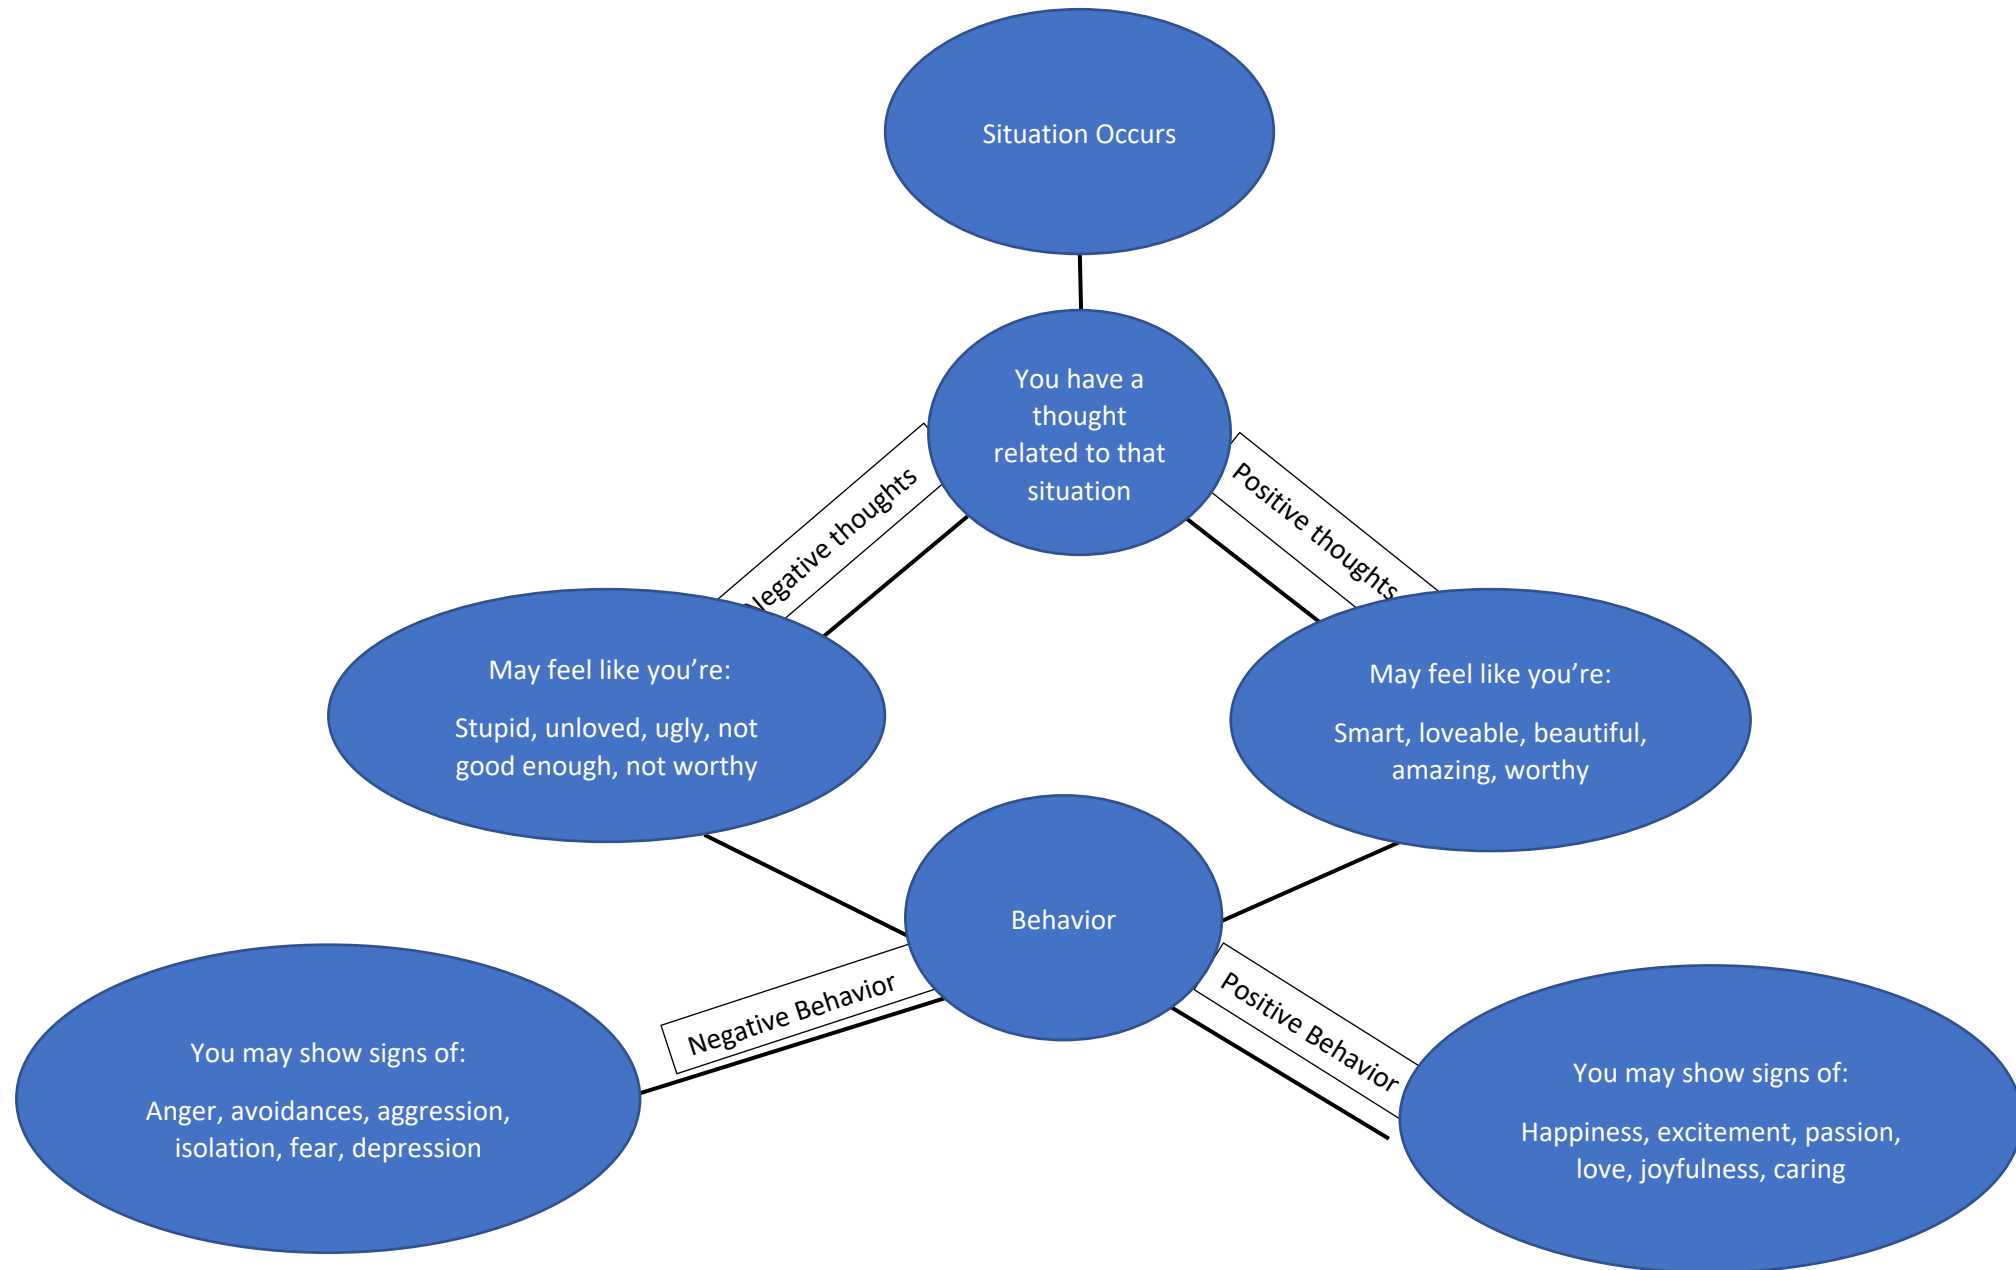 Situation Occurs
You have a
thought
related to that
situation
Negative thoughts
Positive thoughts
May feel like you’re:
Stupid, unloved, ugly, not
good enough, not worthy
May feel like you’re:
Smart, loveable, beautiful,
amazing, worthy
Behavior
Negative Behavior
Positive Behavior
You may show signs of:
Anger, avoidances, aggression,
isolation, fear, depression
You may show signs of:
Happiness, excitement, passion,
love, joyfulness, caring